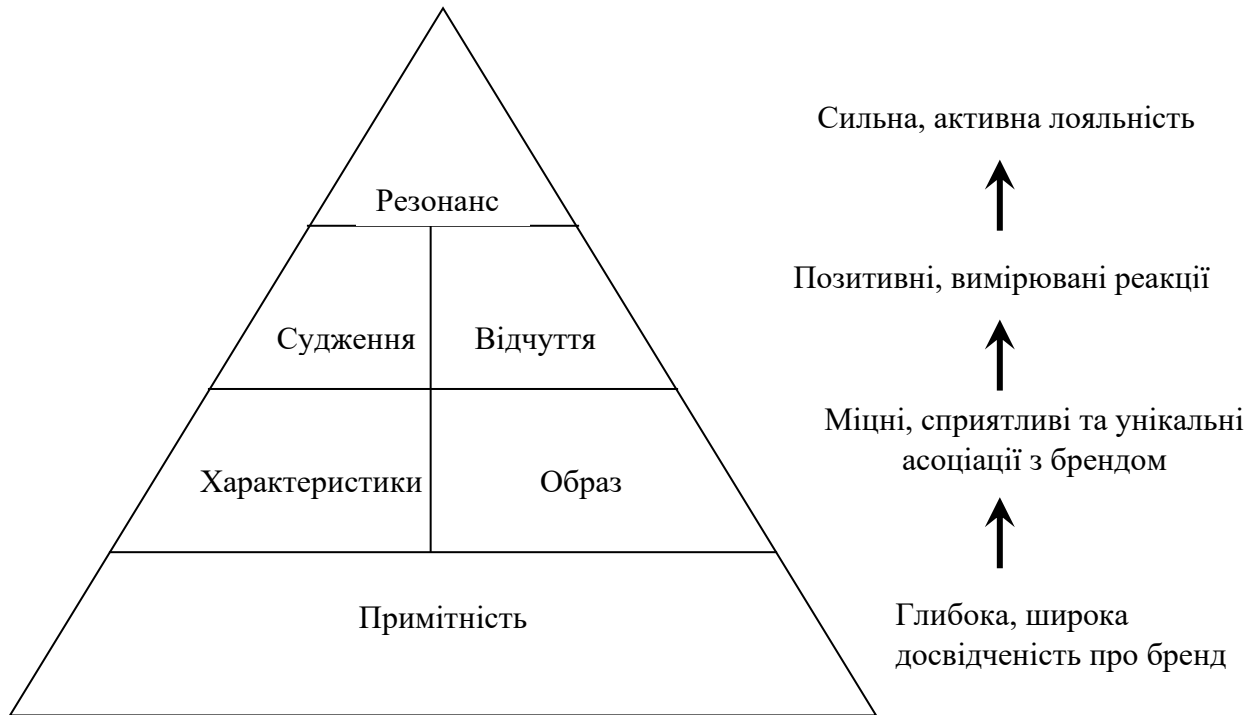 Сильна, активна лояльність
Резонанс
Позитивні, вимірювані реакції
Судження
Відчуття
Міцні, сприятливі та унікальні
асоціації з брендом
Характеристики
Образ
Примітність
Глибока, широка
досвідченість про бренд